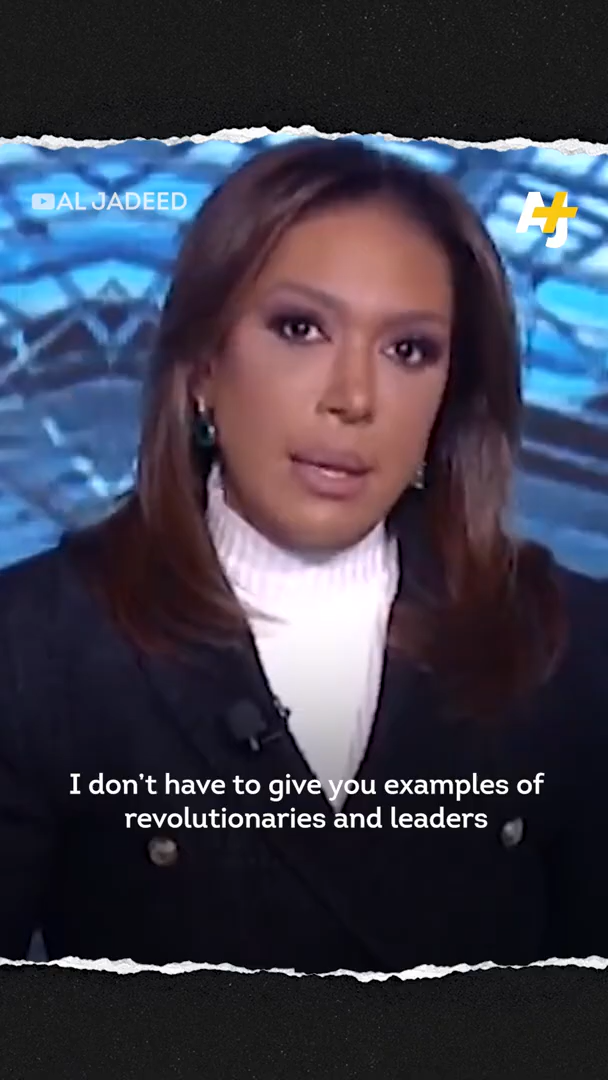 AL JADEED
AJ+
I don't have to give you examples of
revolutionaries and leaders